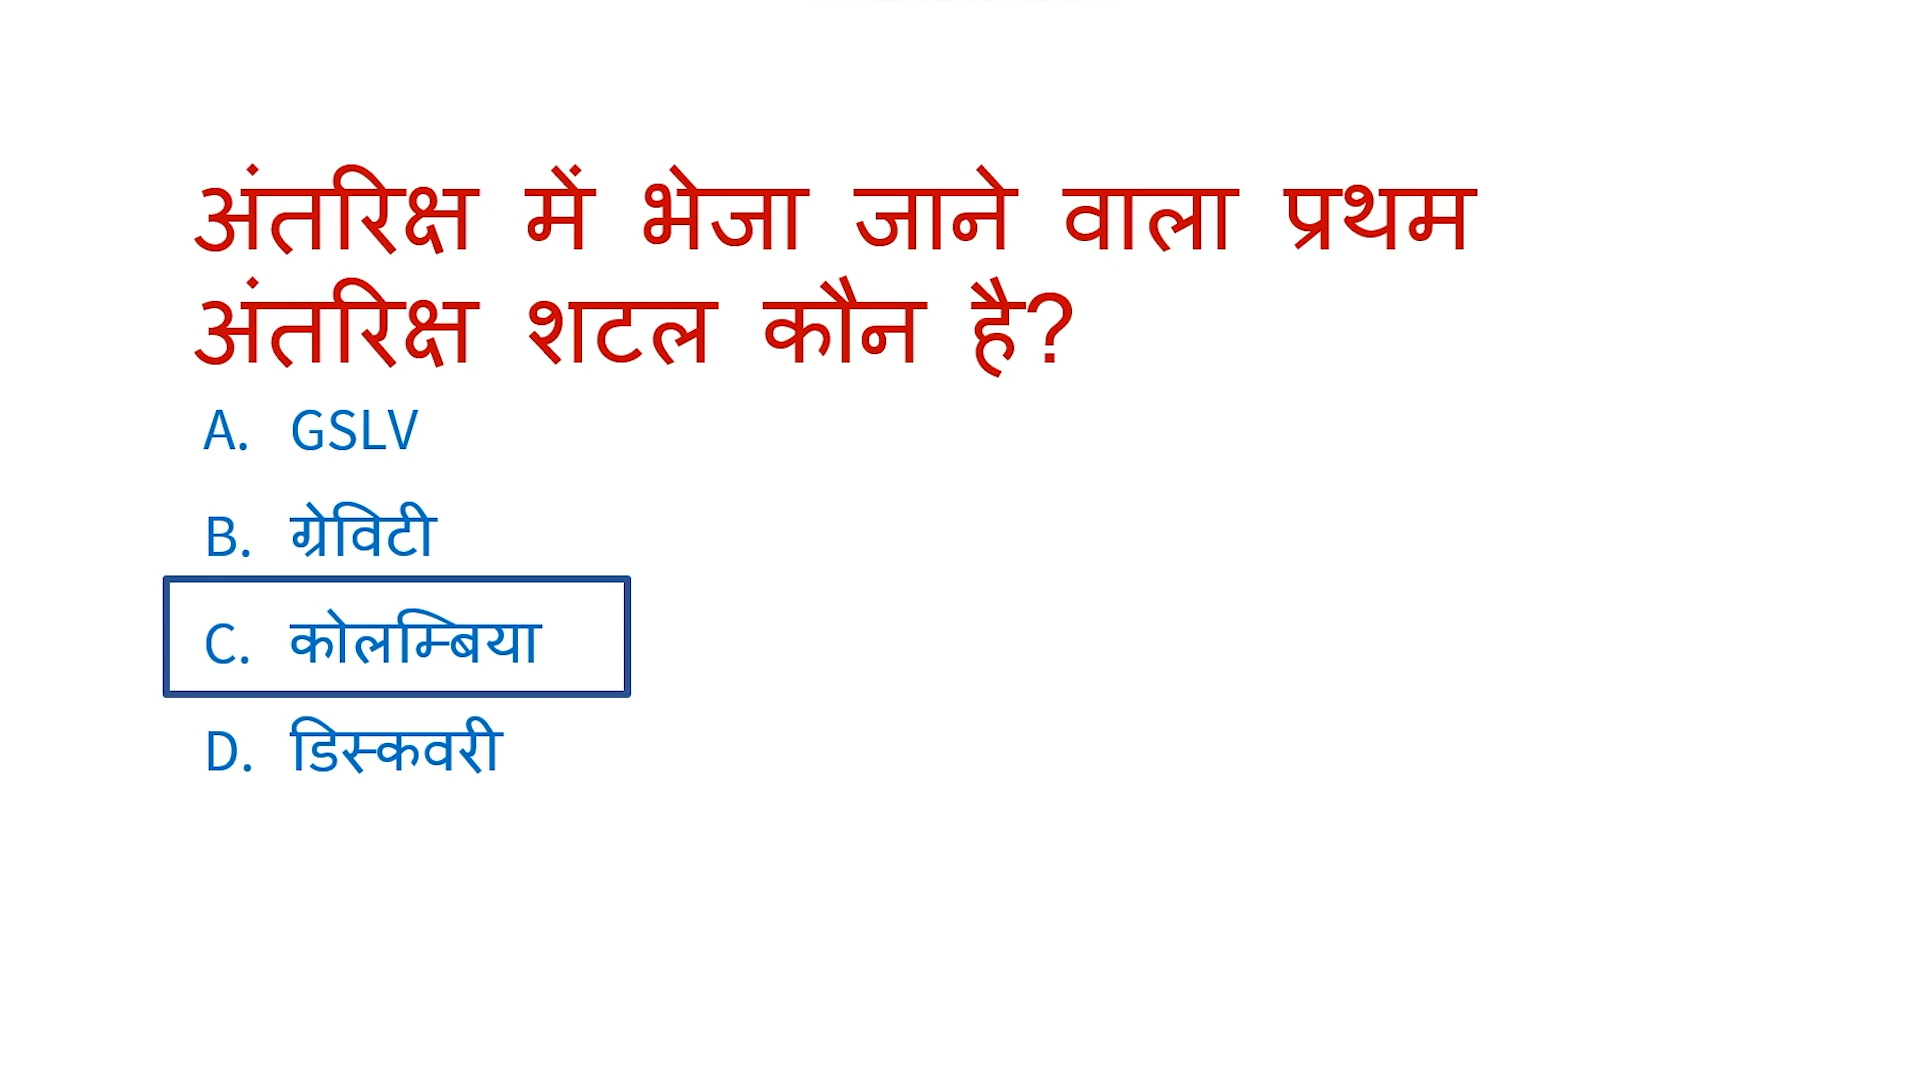 अंतरिक्ष में भेजा जाने वाला प्रथम
अंतरिक्ष शटल कौन है?
A. GSLV
B. ग्रेविटी
C. कोलम्बिया
D. डिस्कवरी